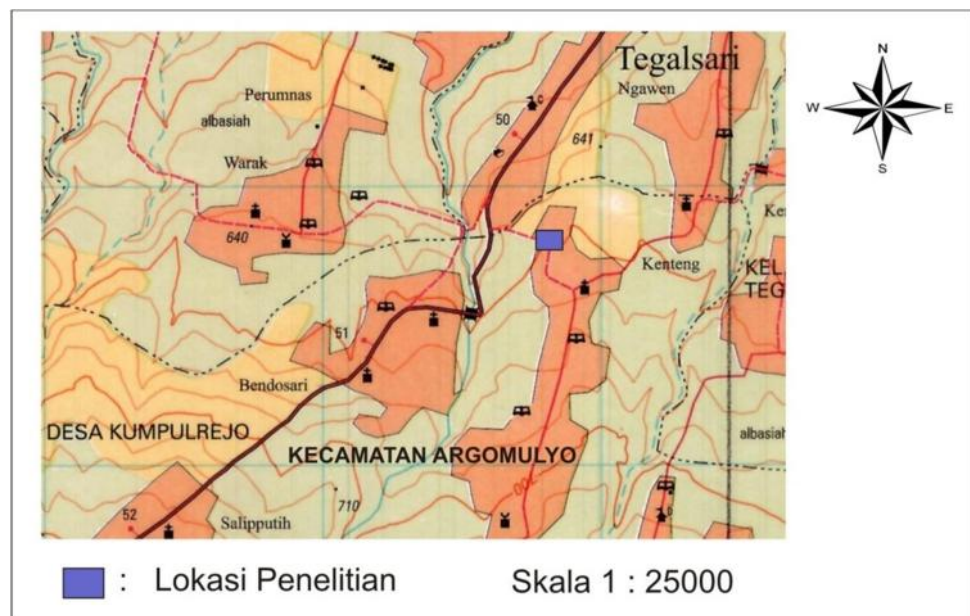 Tegalsari
Ngawen
N
W
E
S
Perumnas
albasiah
50
641
Warak
640
Kenteng
KEL.
TEG
51
Bendosari
DESA KUMPULREJO
KECAMATAN ARGOMULYO
albasiah
700
710
52
Salipputih
: Lokasi Penelitian
Skala 1 : 25000